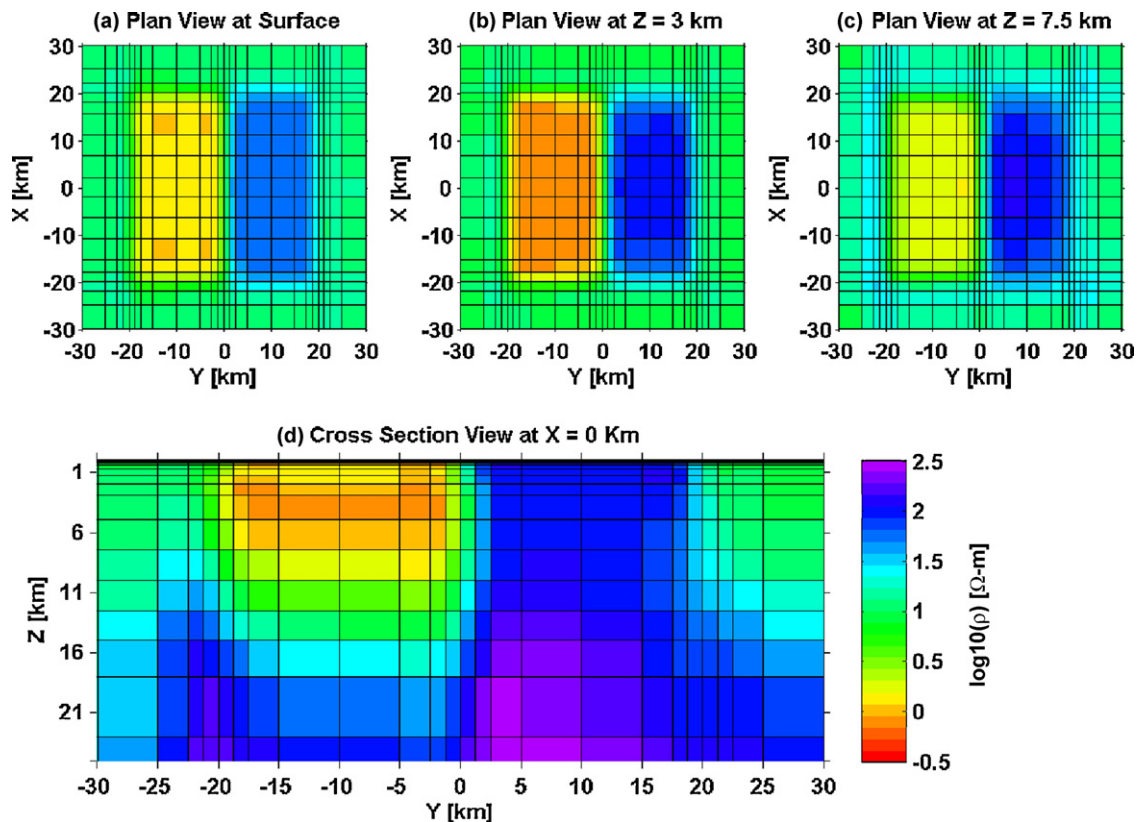 (a) Plan View at Surface
(b) Plan View at Z = 3 km
(c) Plan View at Z = 7.5 km
30
20
10
0
-10
-20
-30
X [km]
-30 -20 -10 0 10 20 30
Y [km]
30
20
10
0
-10
-20
-30
X [km]
-30 -20 -10 0 10 20 30
Y [km]
30
20
10
0
-10
-20
-30
X [km]
-30 -20 -10 0 10 20 30
Y [km]
(d) Cross Section View at X = 0 Km
1
6
11
16
21
Z [km]
-30 -25 -20 -15 -10 -5 0 5 10 15 20 25 30
Y [km]
2.5
2
1.5
1
0.5
0
-0.5
log10(ρ) [Ω-m]